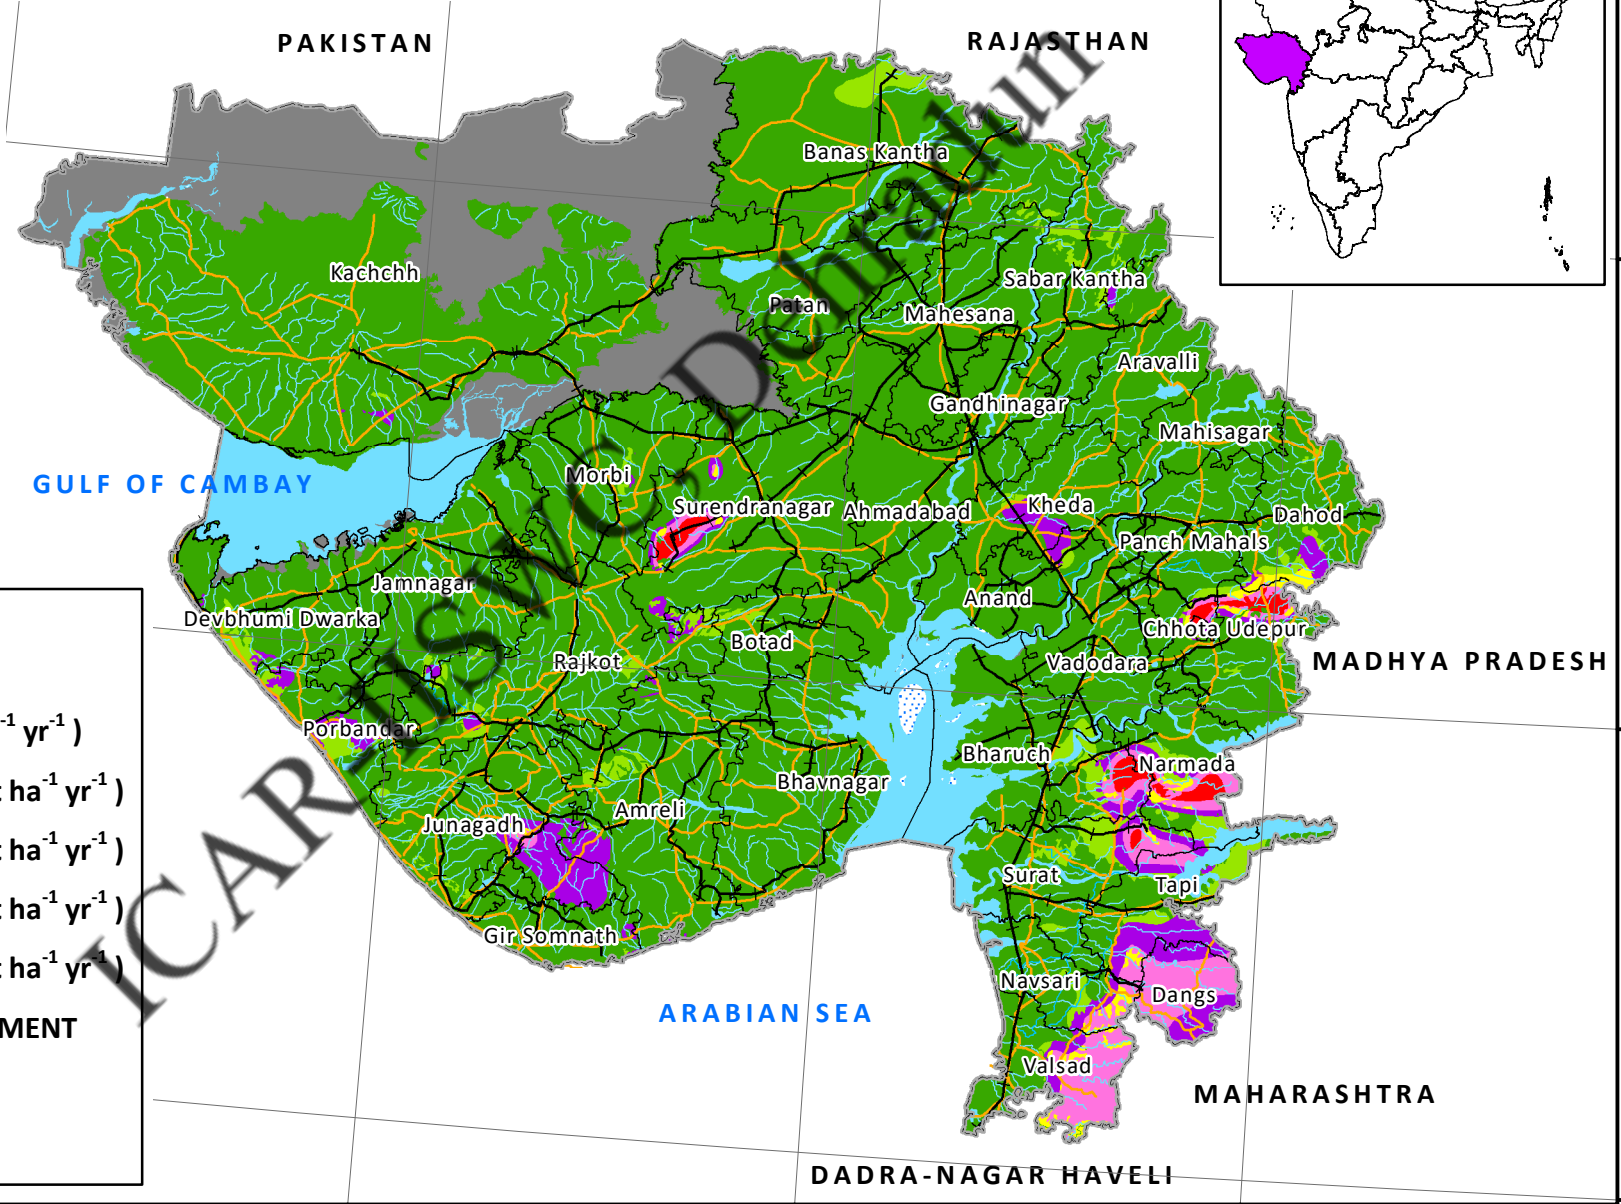 PAKISTAN
RAJASTHAN
Banas Kantha
Kachchh
Sabar Kantha
Patan
Mahesana
Aravalli
Gandhinagar
Mahisagar
GULF OF CAMBAY
Morbi
Surendranagar
Ahmadabad
Kheda
Dahod
Panch Mahals
Jamnagar
Anand
Devbhumi Dwarka
Chhota Udepur
Botad
Rajkot
Vadodara
MADHYA PRADESH
Porbandar
-1 yr-1 )
Bharuch
Narmada
Bhavnagar
t ha-1 yr-1 )
Amreli
Junagadh
t ha-1 yr-1 )
Surat
Tapi
t ha-1 yr-1 )
Gir Somnath
t ha-1 yr-1 )
Navsari
Dangs
ARABIAN SEA
MENT
Valsad
MAHARASHTRA
DADRA-NAGAR HAVELI
ICAR-IISWC, Dehradun